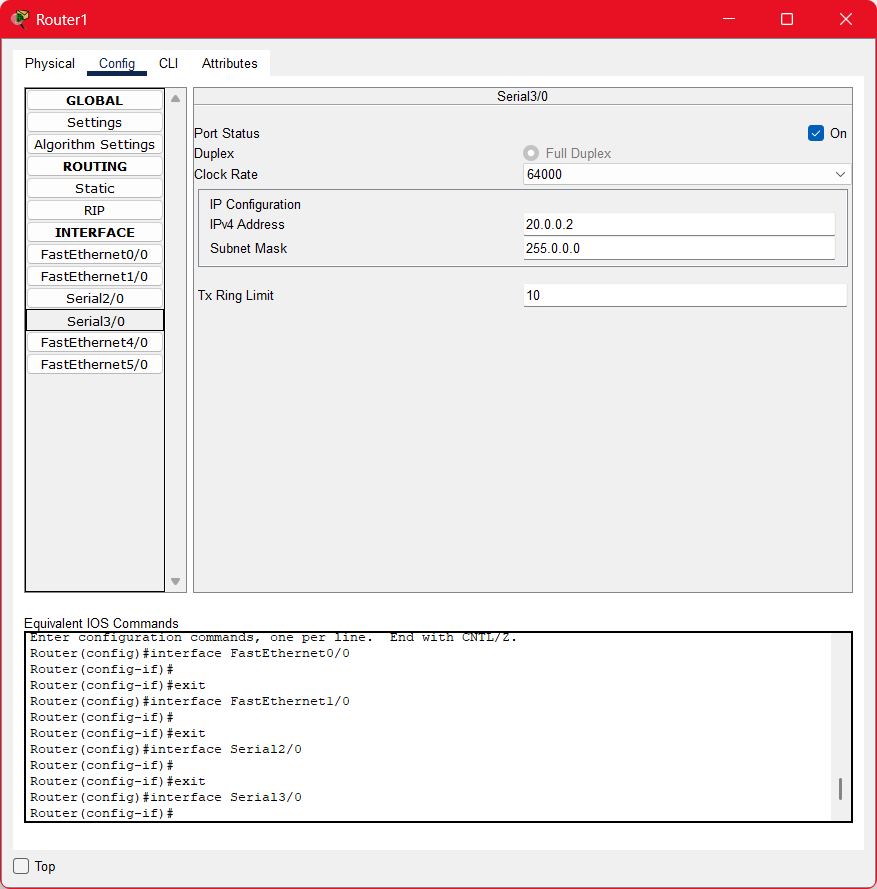 Router1
Physical Config CLI Attributes
GLOBAL
Settings
Algorithm Settings
ROUTING
Static
RIP
INTERFACE
FastEthernet0/0
FastEthernet1/0
Serial2/0
Serial3/0
FastEthernet4/0
FastEthernet5/0
Serial3/0
Port Status On
Duplex Full Duplex
Clock Rate 64000
IP Configuration
IPv4 Address 20.0.0.2
Subnet Mask 255.0.0.0
Tx Ring Limit 10
Equivalent IOS Commands
Enter configuration commands, one per line.  End with CNTL/Z.
Router(config)#interface FastEthernet0/0
Router(config-if)#
Router(config-if)#exit
Router(config)#interface FastEthernet1/0
Router(config-if)#
Router(config-if)#exit
Router(config)#interface Serial2/0
Router(config-if)#
Router(config-if)#exit
Router(config)#interface Serial3/0
Router(config-if)#
Top